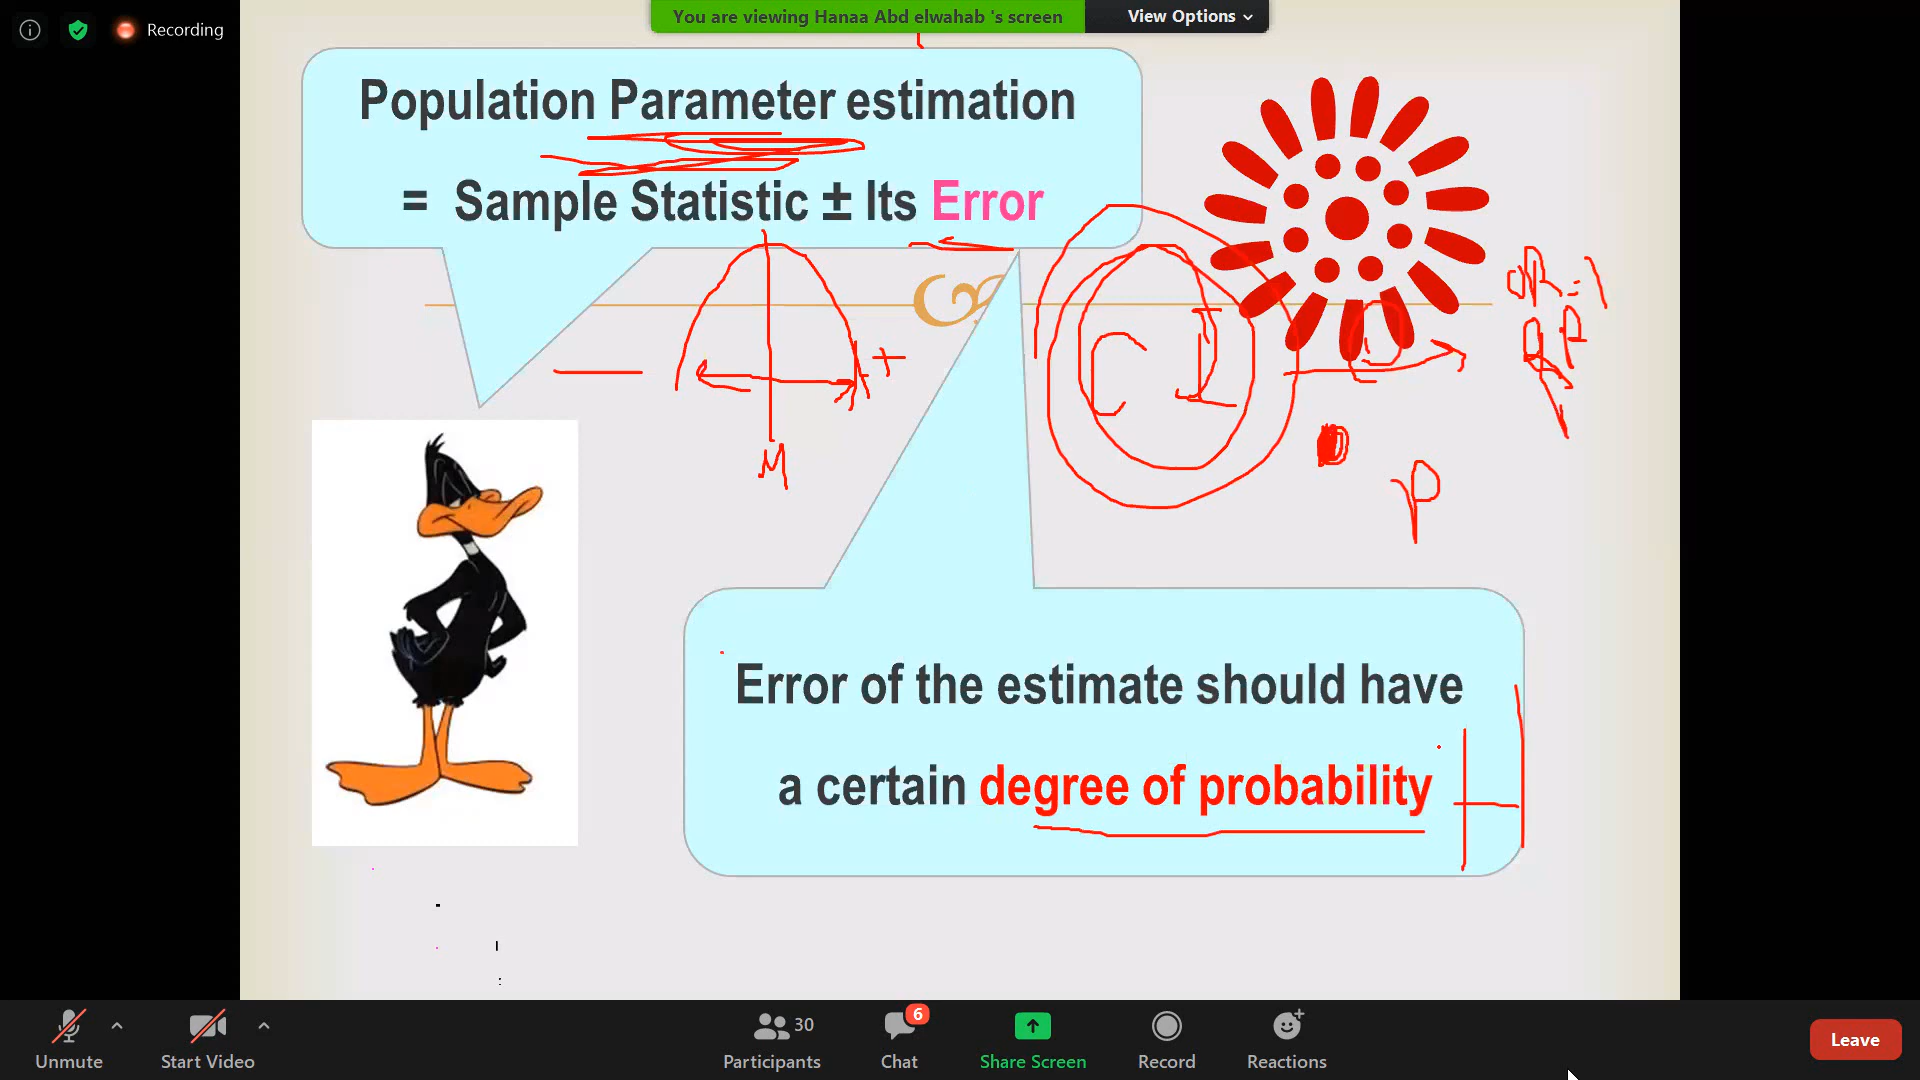 Recording
You are viewing Hanaa Abd elwahab 's screen
View Options
Population Parameter estimation
= Sample Statistic ± Its Error
+
M
CI
P
Error of the estimate should have
a certain degree of probability
Unmute
Start Video
30
Participants
6
Chat
Share Screen
Record
Reactions
Leave